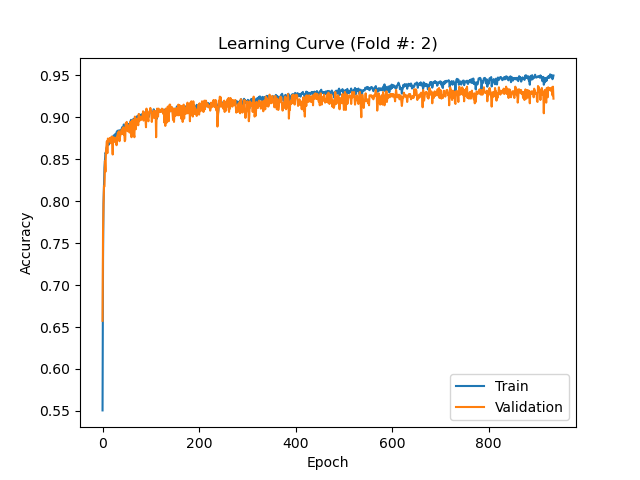 Learning Curve (Fold #: 2)
0.95
0.90
0.85
0.80
0.75
0.70
0.65
0.60
0.55
Accuracy
0 200 400 600 800
Epoch
Train
Validation